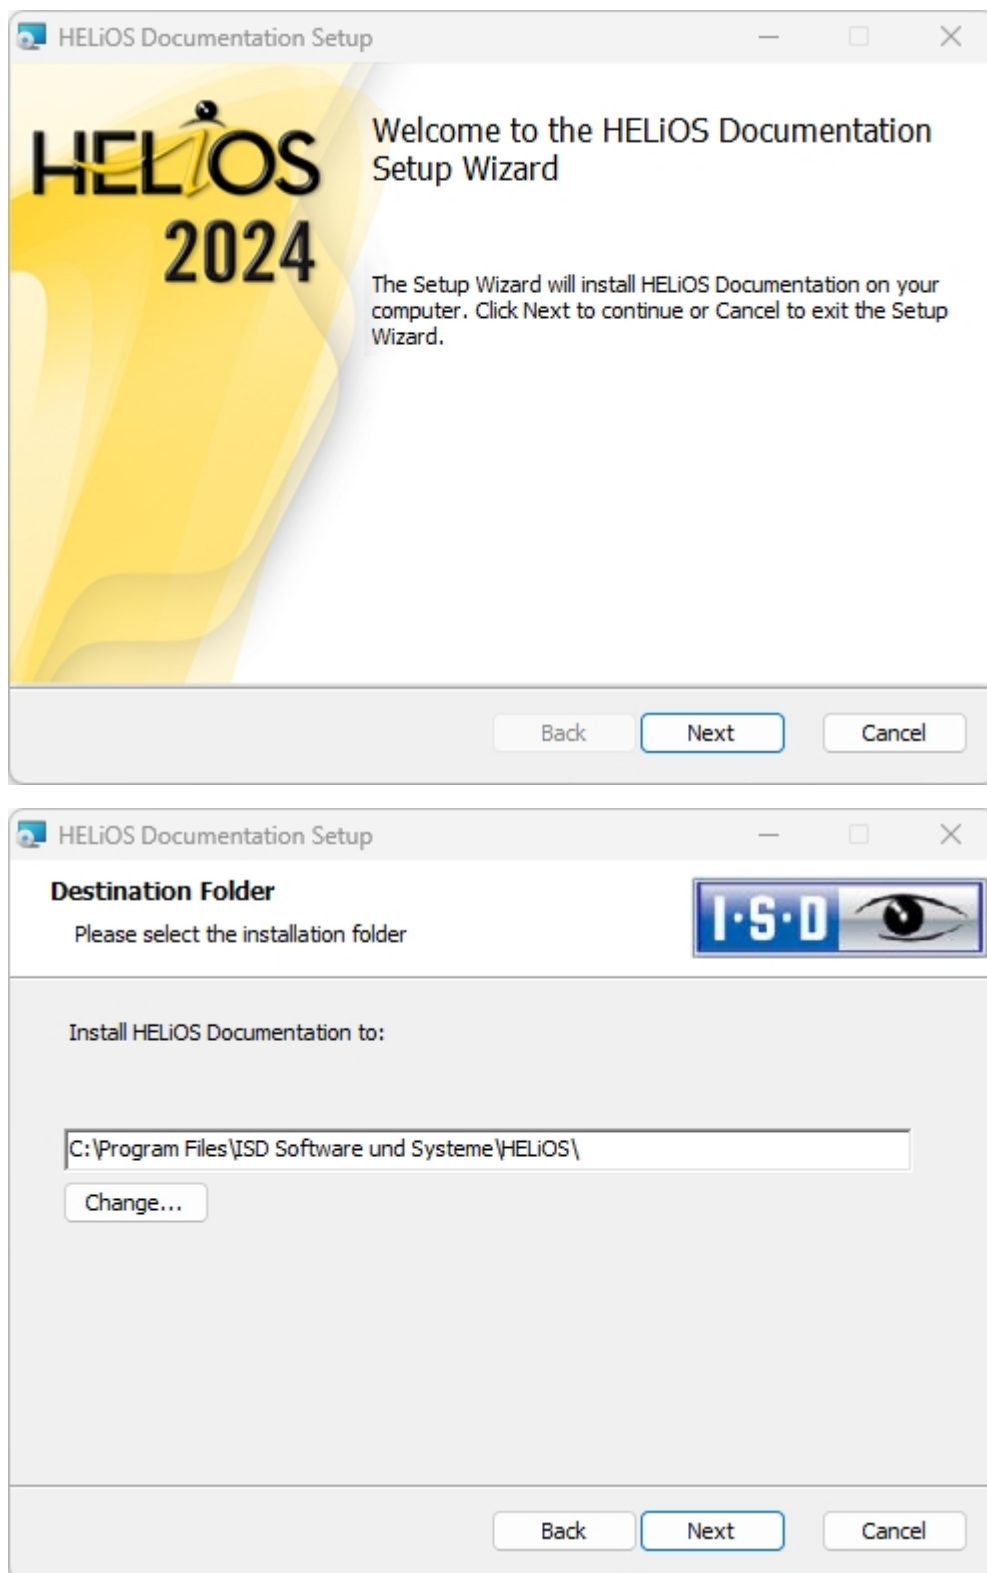 HELiOS Documentation Setup
HELiOS
2024
Welcome to the HELiOS Documentation
Setup Wizard
The Setup Wizard will install HELiOS Documentation on your
computer. Click Next to continue or Cancel to exit the Setup
Wizard.
Back Next Cancel
HELiOS Documentation Setup
Destination Folder
Please select the installation folder
I·S·D
Install HELiOS Documentation to:
C:\Program Files\ISD Software und Systeme\HELiOS\
Change...
Back Next Cancel